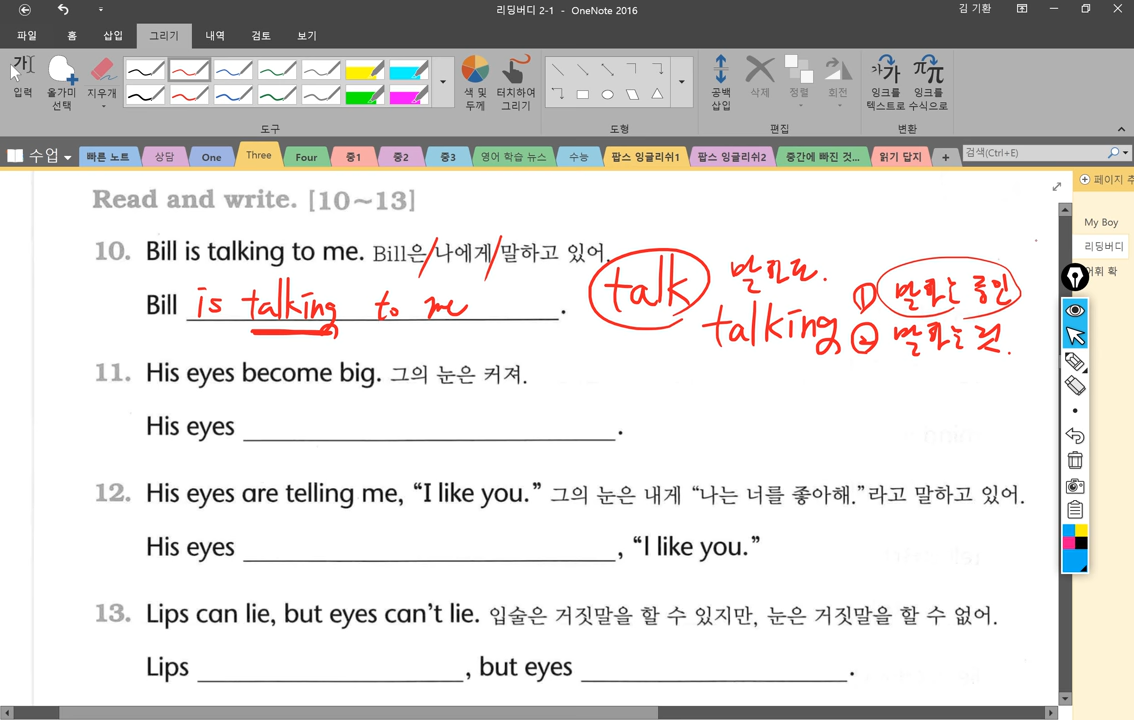 리딩버디 2-1 - OneNote 2016
김 기환
파일 홈 삽입 그리기 내역 검토 보기
입력
올가미 선택
지우개
색 및 두께
터치하여 그리기
공백 삽입
삭제
정렬
회전
잉크를 텍스트로
잉크를 수식으로
도구 도형 편집 변환
수업 빠른 노트 상담 One Three Four 중1 중2 중3 영어 학습 뉴스 수능 팝스 잉글리쉬1 팝스 잉글리쉬2 중간에 빠진 것... 읽기 답지 + 검색(Ctrl+E)
페이지 추
My Boy
리딩버디
어휘 확
Read and write. [10~13]
10. Bill is talking to me. Bill은/나에게/말하고 있어.
Bill is talking to me.
talk 말한다.
talking ① 말하는 중인
② 말하는 것.
11. His eyes become big. 그의 눈은 커져.
His eyes .
12. His eyes are telling me, “I like you.” 그의 눈은 내게 “나는 너를 좋아해.”라고 말하고 있어.
His eyes , “I like you.”
13. Lips can lie, but eyes can't lie. 입술은 거짓말을 할 수 있지만, 눈은 거짓말을 할 수 없어.
Lips , but eyes .